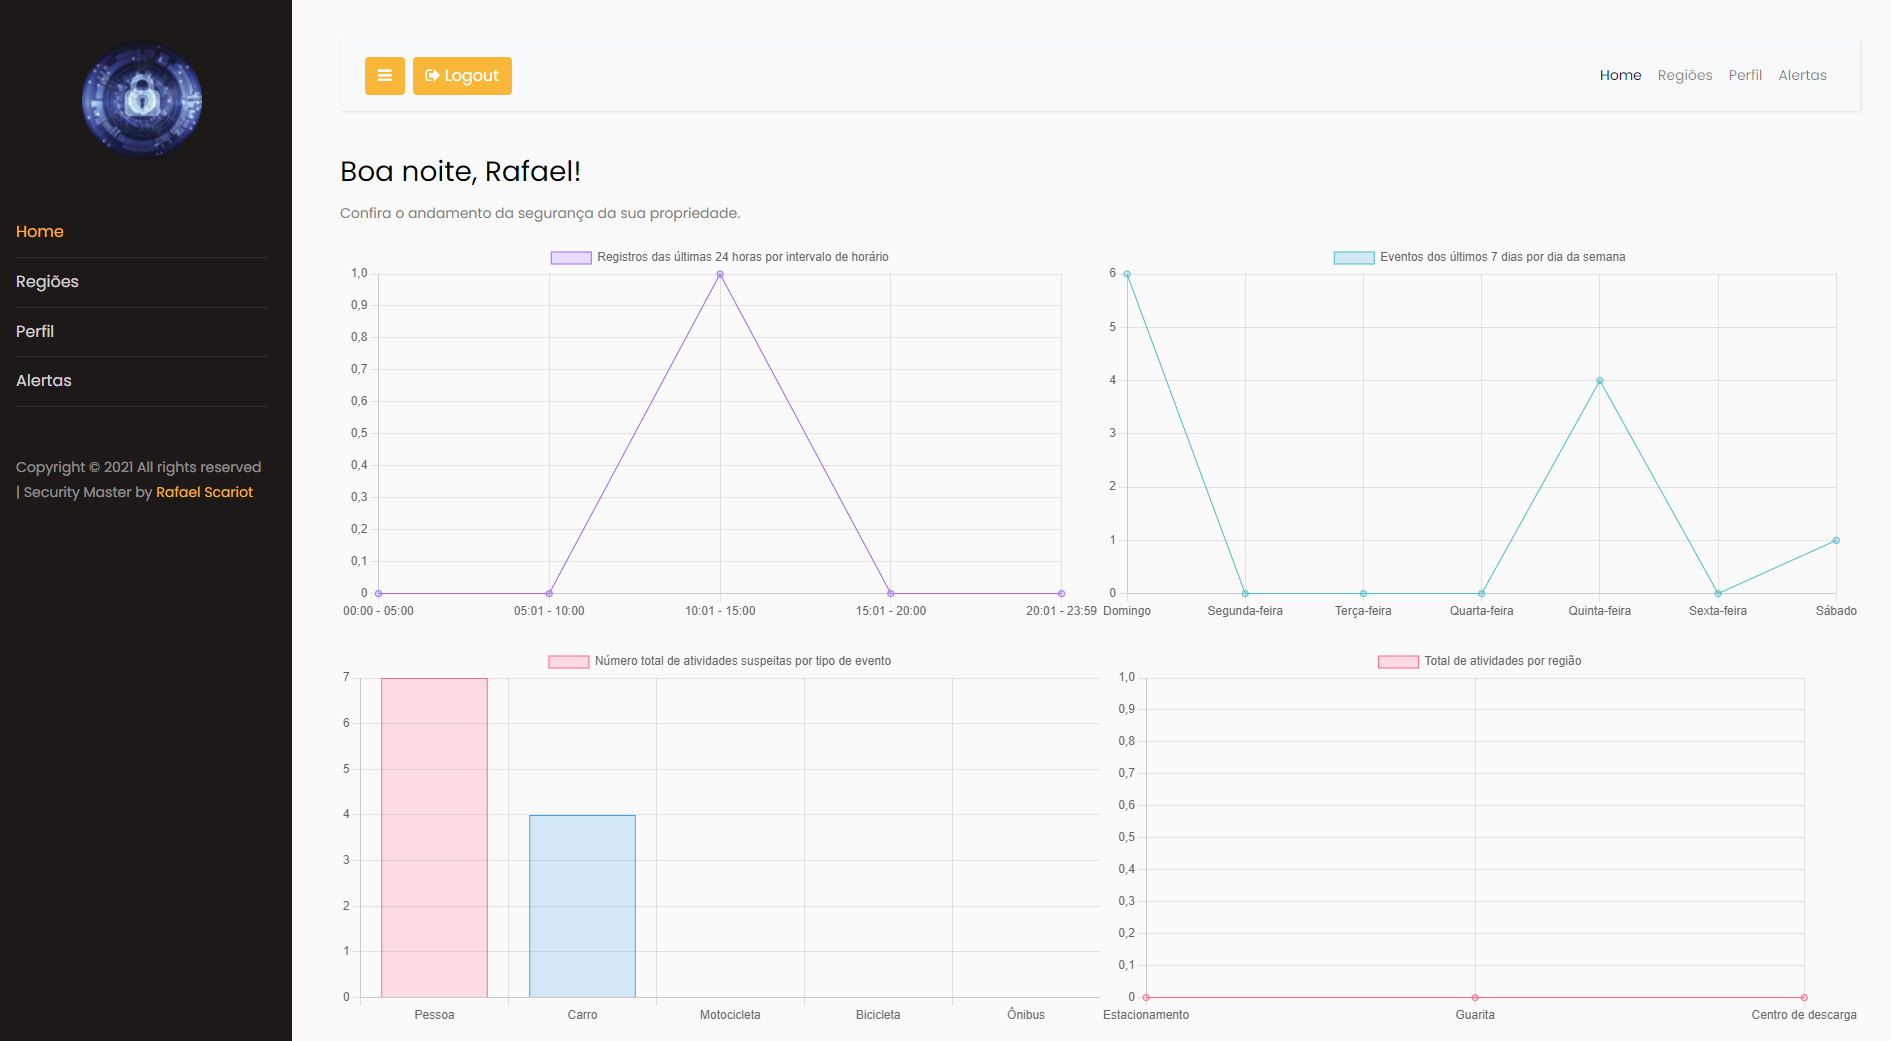 Home
Regiões
Perfil
Alertas
Copyright © 2021 All rights reserved
| Security Master by Rafael Scariot
Logout
Home Regiões Perfil Alertas
Boa noite, Rafael!
Confira o andamento da segurança da sua propriedade.
Registros das últimas 24 horas por intervalo de horário
1,0
0,9
0,8
0,7
0,6
0,5
0,4
0,3
0,2
0,1
0
00:00 - 05:00 05:01 - 10:00 10:01 - 15:00 15:01 - 20:00 20:01 - 23:59
Eventos dos últimos 7 dias por dia da semana
6
5
4
3
2
1
0
Domingo Segunda-feira Terça-feira Quarta-feira Quinta-feira Sexta-feira Sábado
Número total de atividades suspeitas por tipo de evento
7
6
5
4
3
2
1
0
Pessoa Carro Motocicleta Bicicleta Ônibus
Total de atividades por região
1,0
0,9
0,8
0,7
0,6
0,5
0,4
0,3
0,2
0,1
0
Estacionamento Guarita Centro de descarga